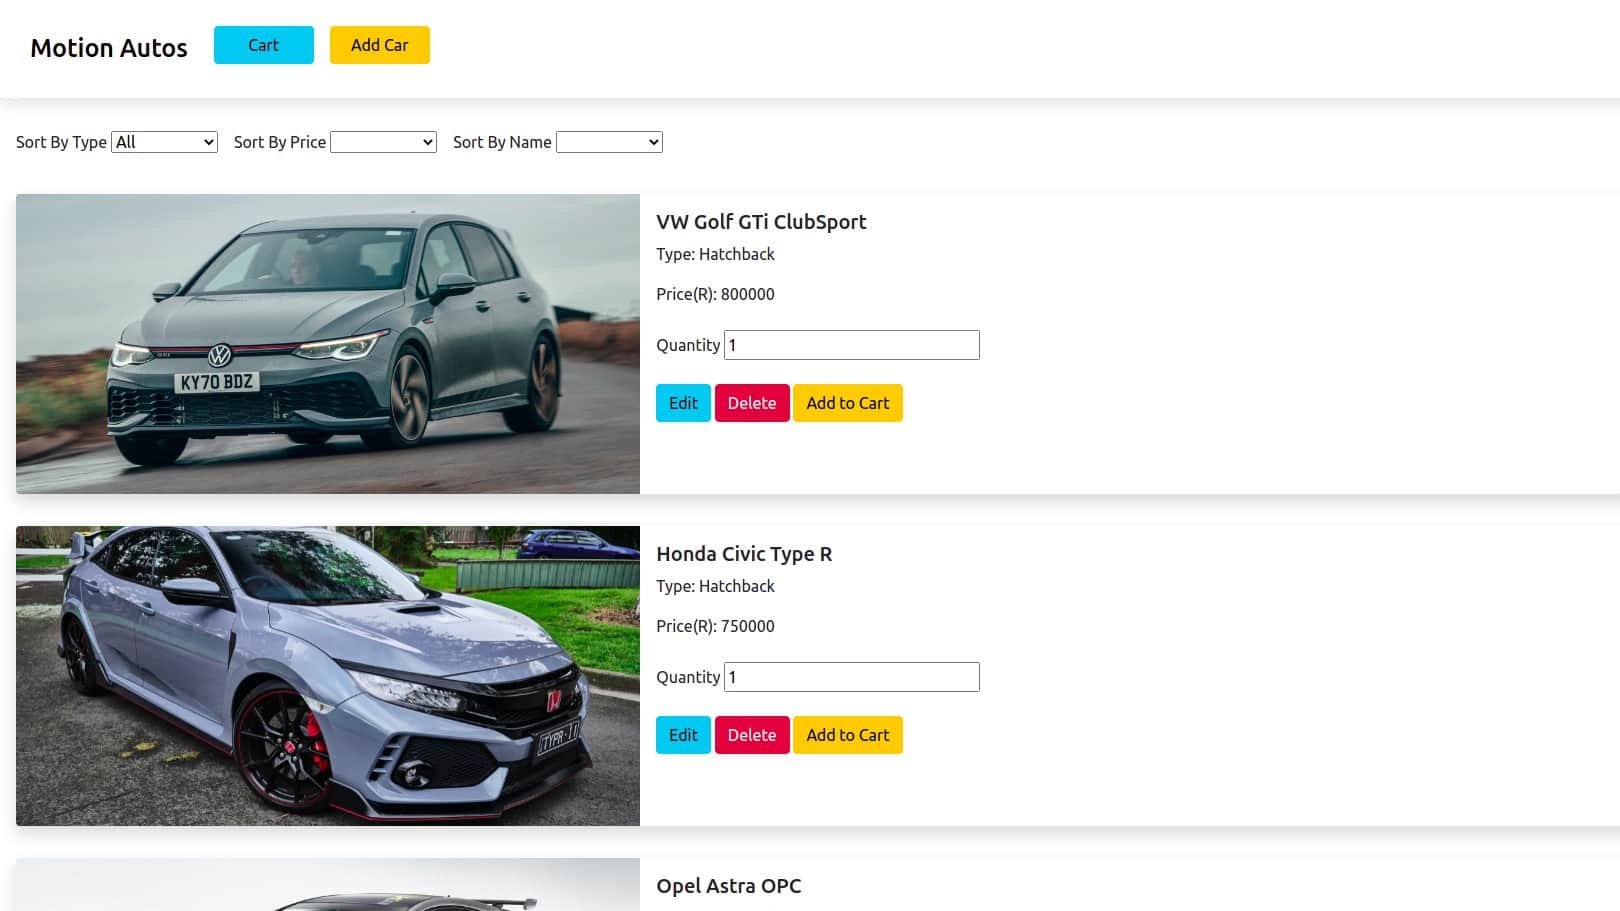 Motion Autos Cart Add Car
Sort By Type All Sort By Price Sort By Name
VW Golf GTi ClubSport
Type: Hatchback
Price(R): 800000
Quantity 1
Edit Delete Add to Cart
KY70 BDZ
Honda Civic Type R
Type: Hatchback
Price(R): 750000
Quantity 1
Edit Delete Add to Cart
Opel Astra OPC